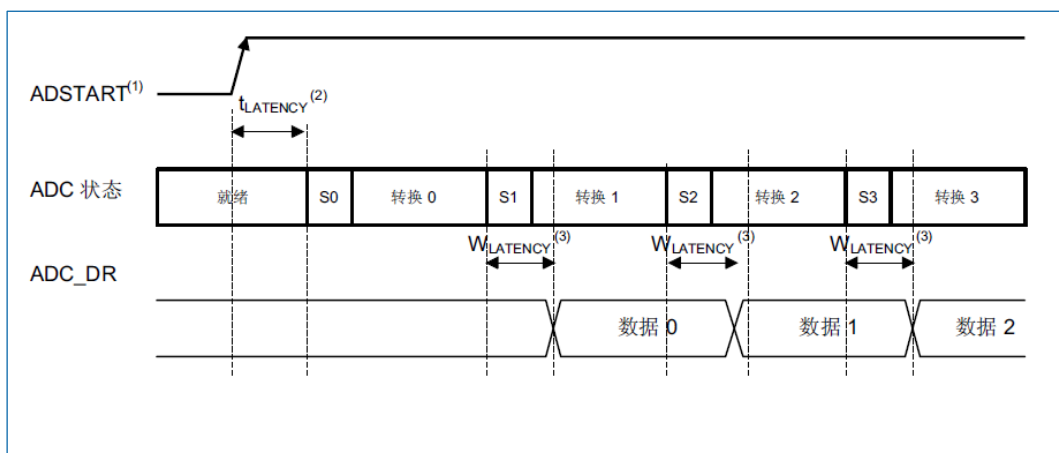 ADSTART(1)
tLATENCY(2)
ADC 状态
就绪 S0 转换 0 S1 转换 1 S2 转换 2 S3 转换 3
WLATENCY(3) WLATENCY(3) WLATENCY(3)
ADC_DR
数据 0 数据 1 数据 2